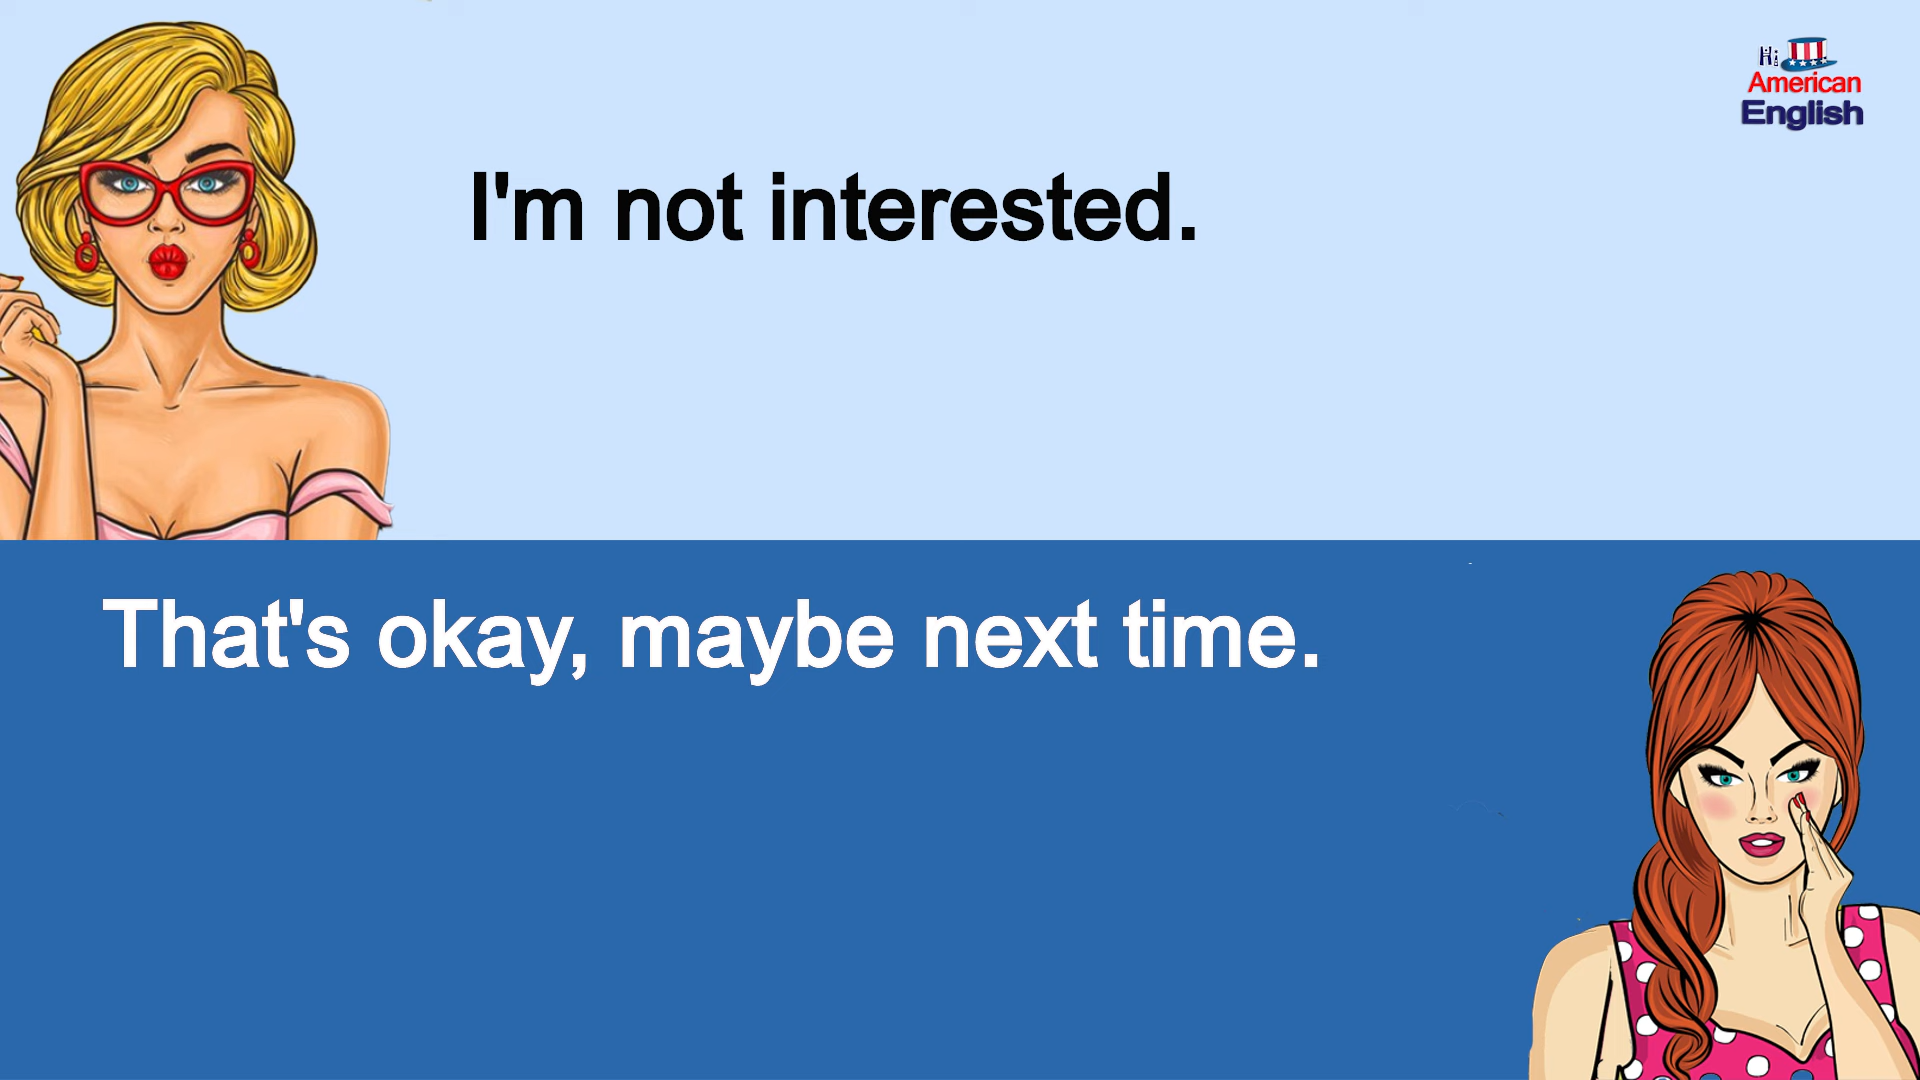 Hi
American
English
I'm not interested.
That's okay, maybe next time.